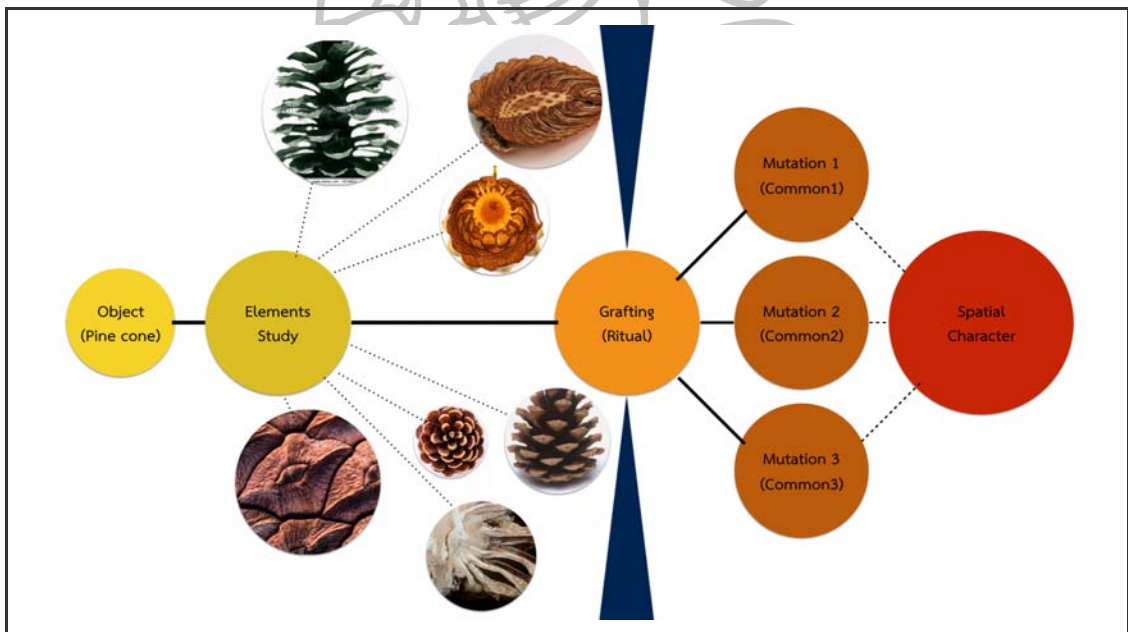 Object
(Pine cone)
Elements
Study
Grafting
(Ritual)
Mutation 1
(Common1)
Mutation 2
(Common2)
Mutation 3
(Common3)
Spatial
Character